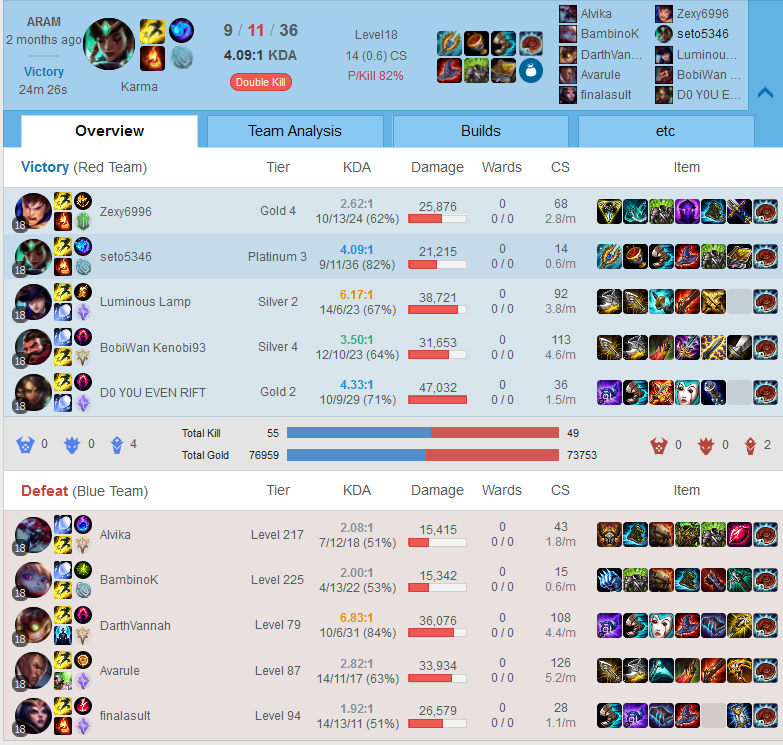 ARAM
2 months ago
Victory
24m 26s
Karma
9 / 11 / 36
4.09:1 KDA
Double Kill
Level18
14 (0.6) CS
P/Kill 82%
Alvika
BambinoK
DarthVann...
Avarule
finalasult
Zexy6996
seto5346
Luminous...
BobiWan ...
D0 Y0U E...
Overview Team Analysis Builds etc
Victory (Red Team) Tier KDA Damage Wards CS Item
18 Zexy6996 Gold 4 2.62:1 25,876 0 68
10/13/24 (62%) 0 / 0 2.8/m
18 seto5346 Platinum 3 4.09:1 21,215 0 14
9/11/36 (82%) 0 / 0 0.6/m
18 Luminous Lamp Silver 2 6.17:1 38,721 0 92
14/6/23 (67%) 0 / 0 3.8/m
18 BobiWan Kenobi93 Silver 4 3.50:1 31,653 0 113
12/10/23 (64%) 0 / 0 4.6/m
18 D0 Y0U EVEN RIFT Gold 2 4.33:1 47,032 0 36
10/9/29 (71%) 0 / 0 1.5/m
0 0 4 Total Kill 55 49 0 0 2
Total Gold 76959 73753
Defeat (Blue Team) Tier KDA Damage Wards CS Item
18 Alvika Level 217 2.08:1 15,415 0 43
7/12/18 (51%) 0 / 0 1.8/m
18 BambinoK Level 225 2.00:1 15,342 0 15
4/13/22 (53%) 0 / 0 0.6/m
18 DarthVannah Level 79 6.83:1 36,076 0 108
10/6/31 (84%) 0 / 0 4.4/m
18 Avarule Level 87 2.82:1 33,934 0 126
14/11/17 (63%) 0 / 0 5.2/m
18 finalasult Level 94 1.92:1 26,579 0 28
14/13/11 (51%) 0 / 0 1.1/m